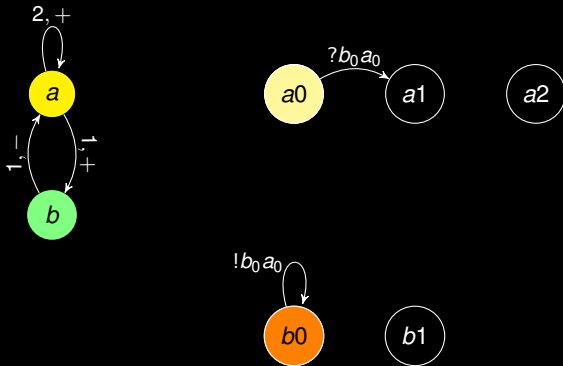 2, +
a
1, −
1, +
b
?b₀a₀
a0
a1
a2
!b₀a₀
b0
b1